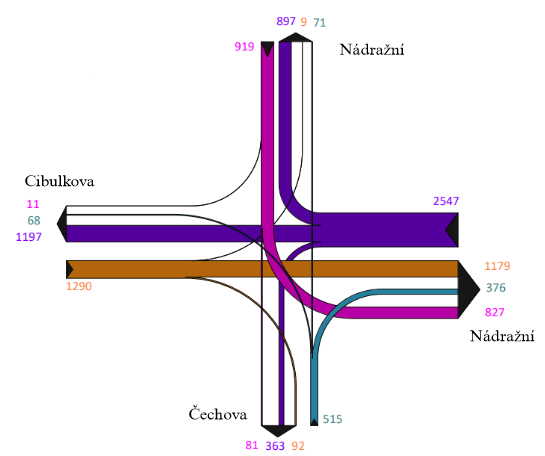 897 9 71
919
Nádražní
Cibulkova
11
68
1197
2547
1290
1179
376
827
Nádražní
Čechova
515
81 363 92